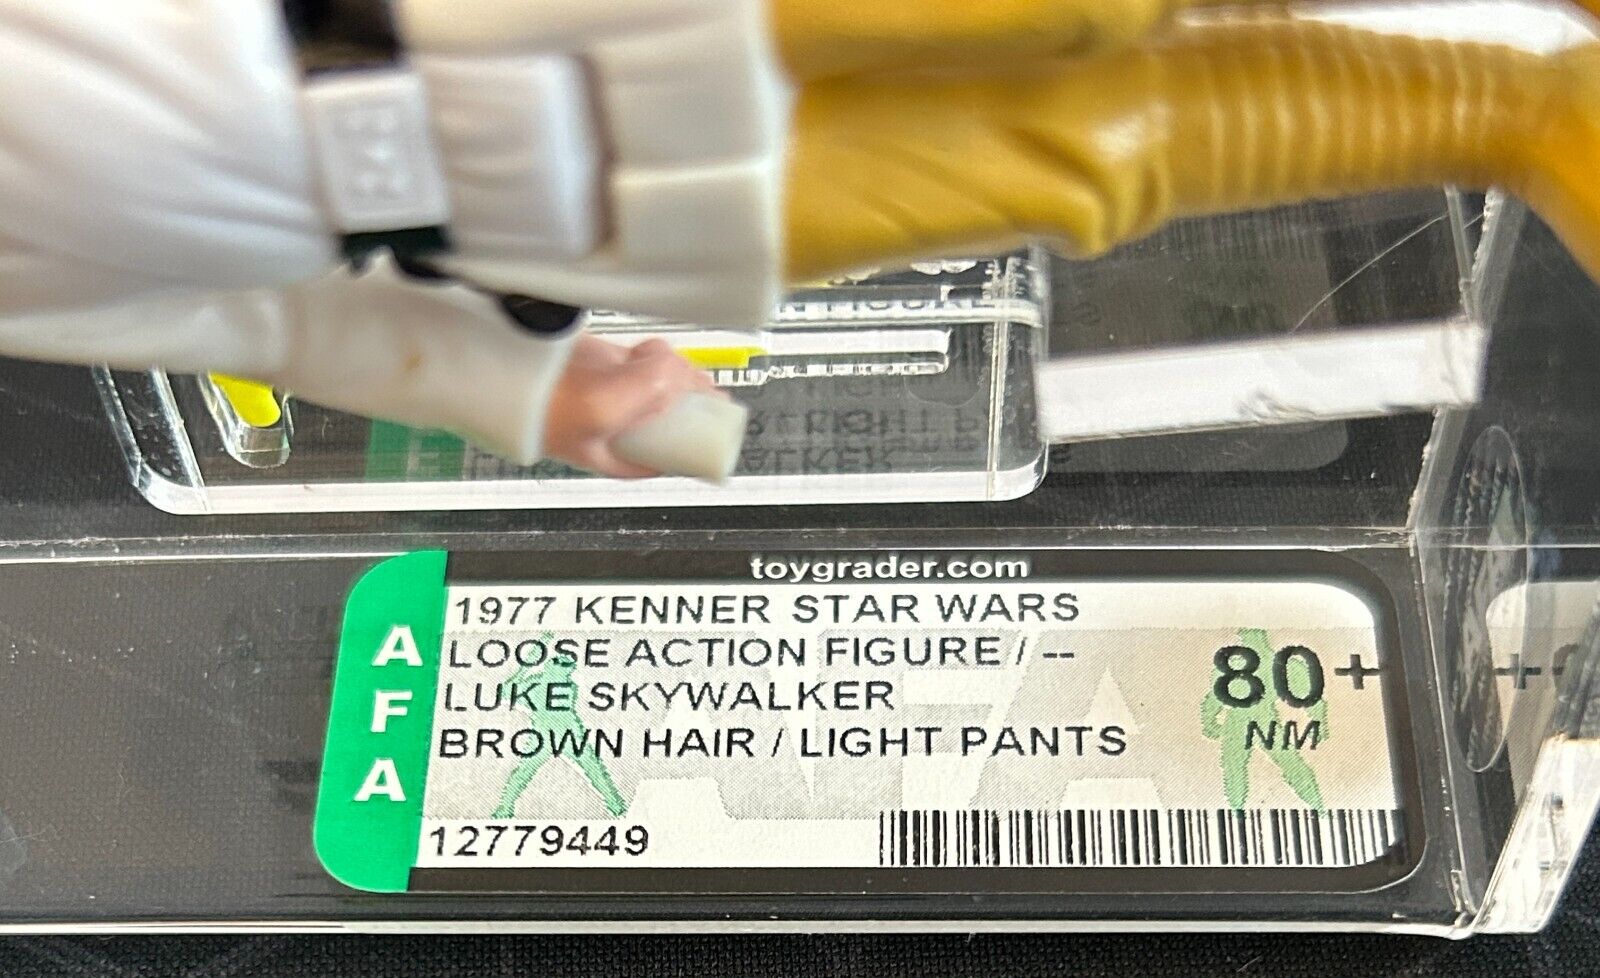 toygrader.com
AFA
1977 KENNER STAR WARS
LOOSE ACTION FIGURE / --
LUKE SKYWALKER
BROWN HAIR / LIGHT PANTS
80+
NM
12779449